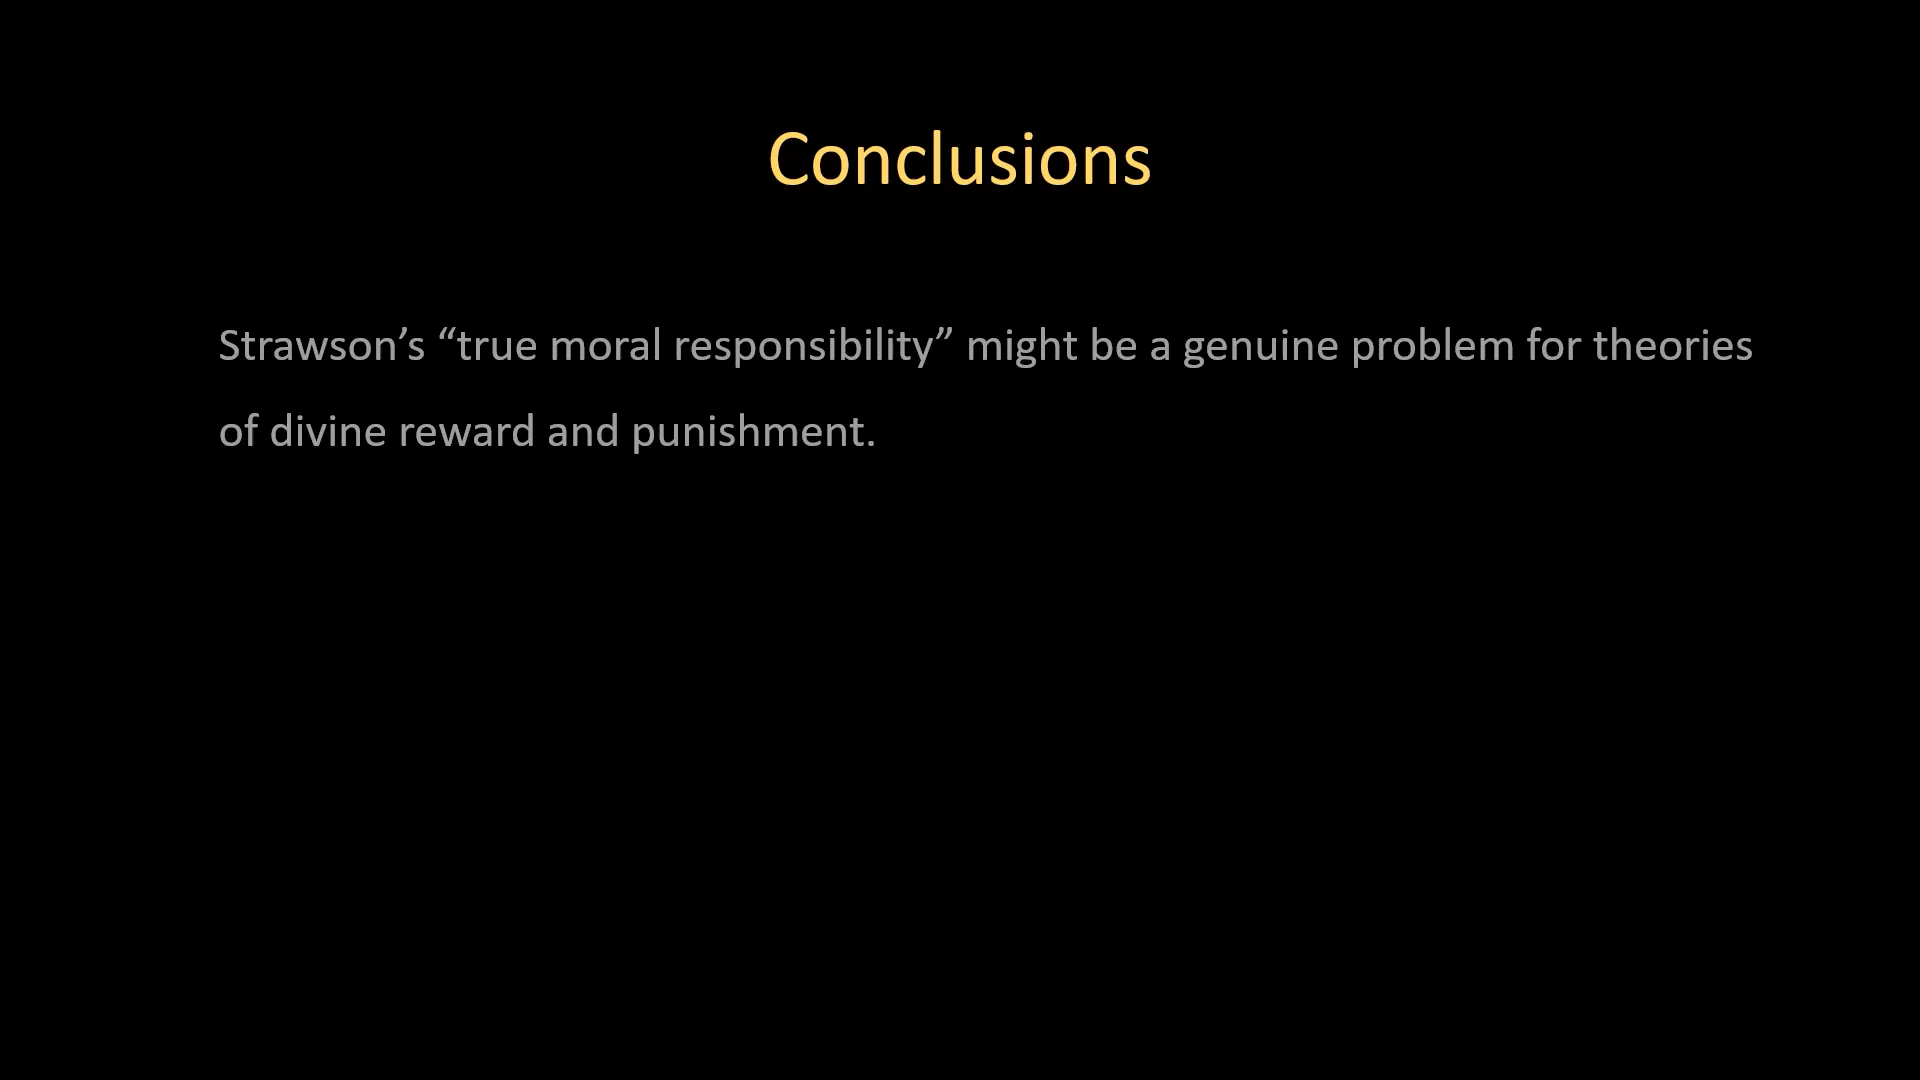 Conclusions
Strawson’s “true moral responsibility” might be a genuine problem for theories
of divine reward and punishment.